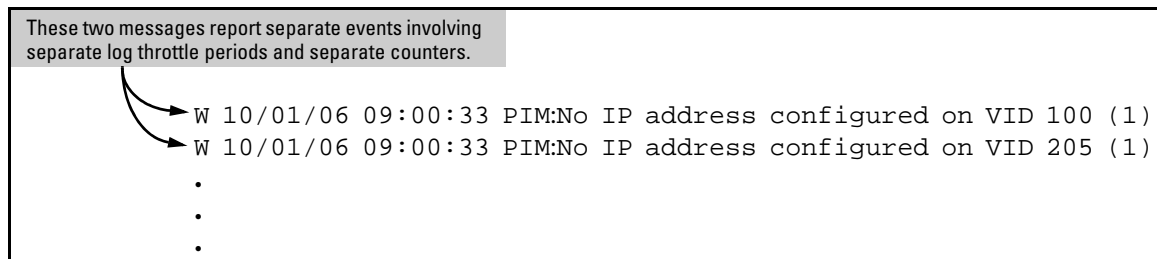 These two messages report separate events involving
separate log throttle periods and separate counters.
W 10/01/06 09:00:33 PIM:No IP address configured on VID 100 (1)
W 10/01/06 09:00:33 PIM:No IP address configured on VID 205 (1)
.
.
.